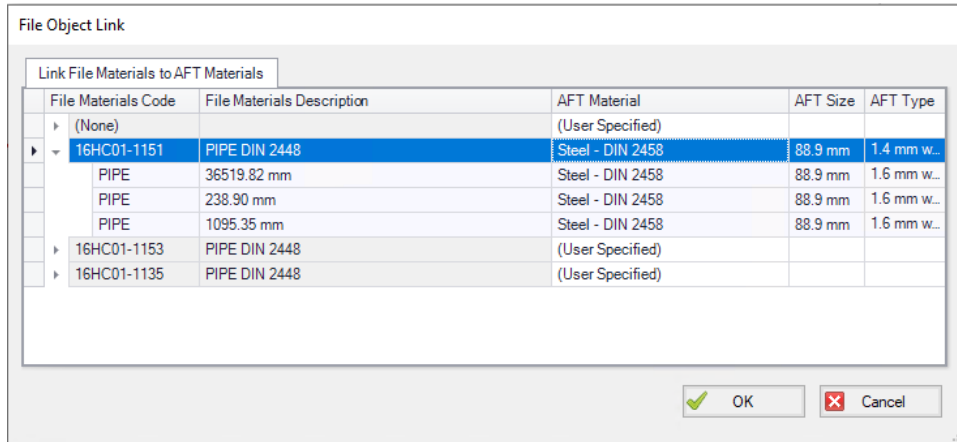 File Object Link
Link File Materials to AFT Materials
File Materials Code File Materials Description AFT Material AFT Size AFT Type
(None) (User Specified)
16HC01-1151 PIPE DIN 2448 Steel - DIN 2458 88.9 mm 1.4 mm w...
PIPE 36519.82 mm Steel - DIN 2458 88.9 mm 1.6 mm w...
PIPE 238.90 mm Steel - DIN 2458 88.9 mm 1.6 mm w...
PIPE 1095.35 mm Steel - DIN 2458 88.9 mm 1.6 mm w...
16HC01-1153 PIPE DIN 2448 (User Specified)
16HC01-1135 PIPE DIN 2448 (User Specified)
OK Cancel